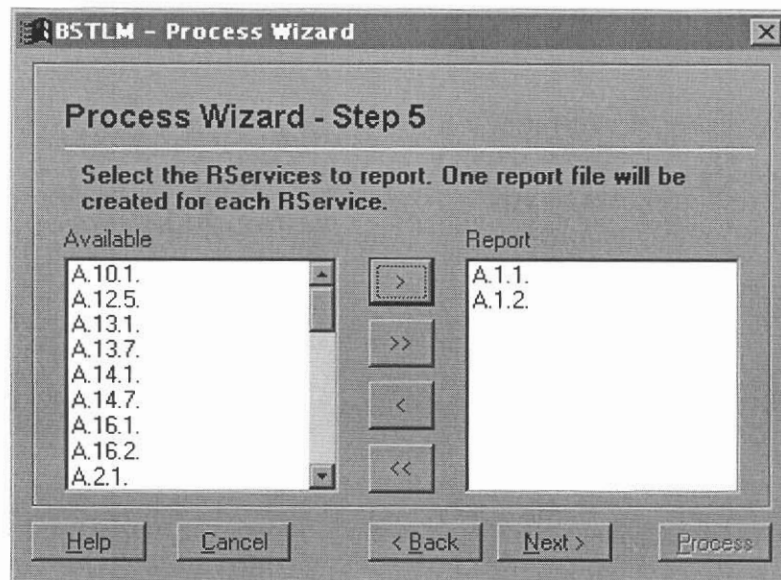 BSTLM - Process Wizard
Process Wizard - Step 5
Select the RServices to report. One report file will be
created for each RService.
Available
Report
A.10.1.
A.12.5.
A.13.1.
A.13.7.
A.14.1.
A.14.7.
A.16.1.
A.16.2.
A.2.1.
>
>>
<
<<
A.1.1.
A.1.2.
Help
Cancel
< Back
Next >
Process